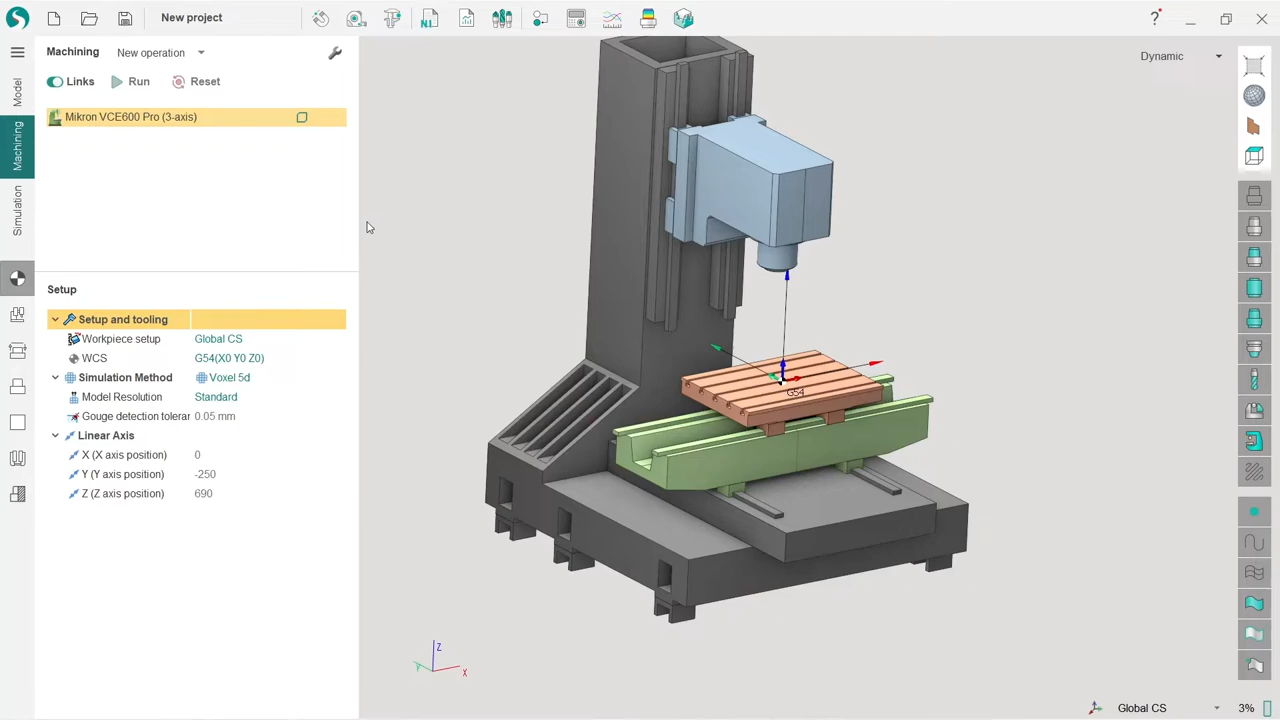 New project
N.I.
?
Machining
New operation
Links
Run
Reset
Mikron VCE600 Pro (3-axis)
Model
Machining
Simulation
Setup
Setup and tooling
Workpiece setup
Global CS
WCS
G54(X0 Y0 Z0)
Simulation Method
Voxel 5d
Model Resolution
Standard
Gouge detection toleran
0.05 mm
Linear Axis
X (X axis position)
0
Y (Y axis position)
-250
Z (Z axis position)
690
Dynamic
G54
Z
Y
X
Global CS
3%